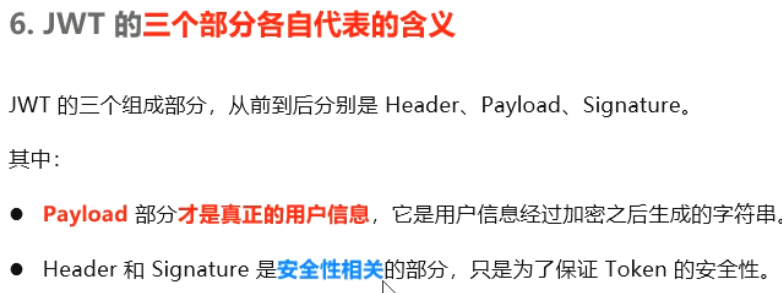 6. JWT 的三个部分各自代表的含义
JWT 的三个组成部分，从前到后分别是 Header、Payload、Signature。
其中：
● Payload 部分才是真正的用户信息，它是用户信息经过加密之后生成的字符串。
● Header 和 Signature 是安全性相关的部分，只是为了保证 Token 的安全性。